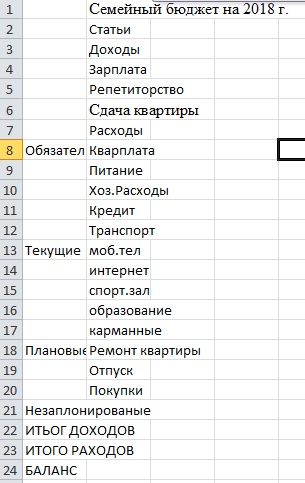 1 Семейный бюджет на 2018 г.
2 Статьи
3 Доходы
4 Зарплата
5 Репетиторство
6 Сдача квартиры
7 Расходы
8 Обязател Кварплата
9 Питание
10 Хоз.Расходы
11 Кредит
12 Транспорт
13 Текущие моб.тел
14 интернет
15 спорт.зал
16 образование
17 карманные
18 Плановые Ремонт квартиры
19 Отпуск
20 Покупки
21 Незаплонированые
22 ИТЬОГ ДОХОДОВ
23 ИТОГО РАХОДОВ
24 БАЛАНС